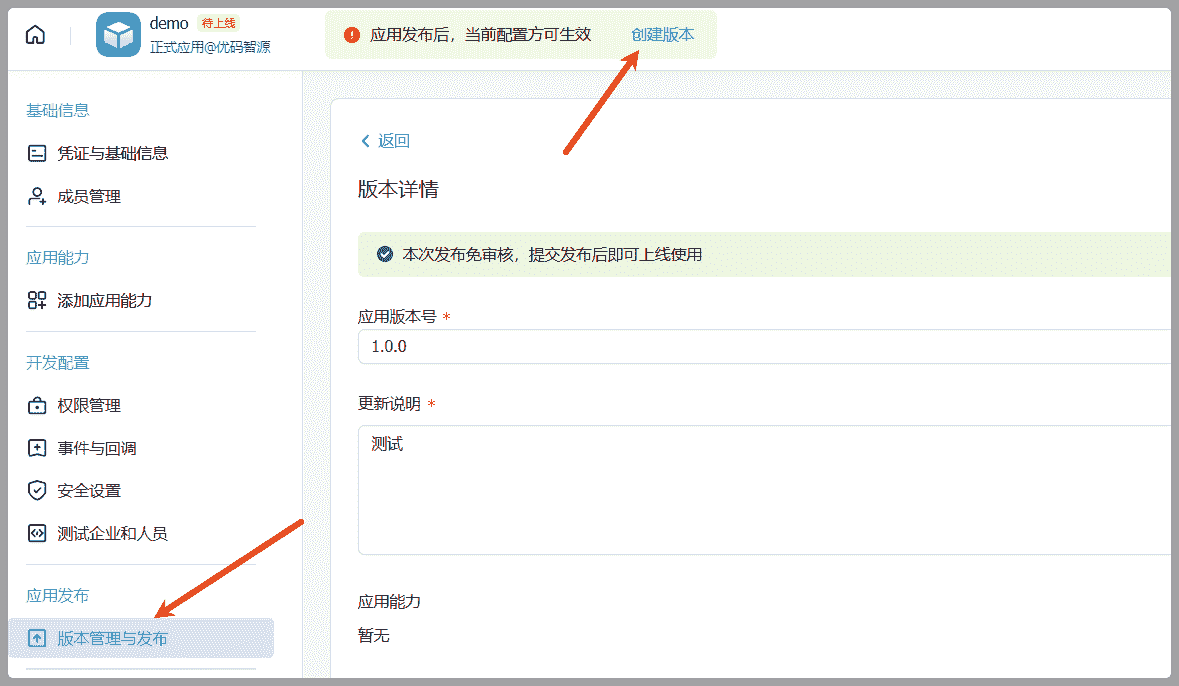 demo 待上线
正式应用@优码智源
应用发布后，当前配置方可生效 创建版本
基础信息
凭证与基础信息
成员管理
应用能力
添加应用能力
开发配置
权限管理
事件与回调
安全设置
测试企业和人员
应用发布
版本管理与发布
返回
版本详情
本次发布免审核，提交发布后即可上线使用
应用版本号 *
1.0.0
更新说明 *
测试
应用能力
暂无